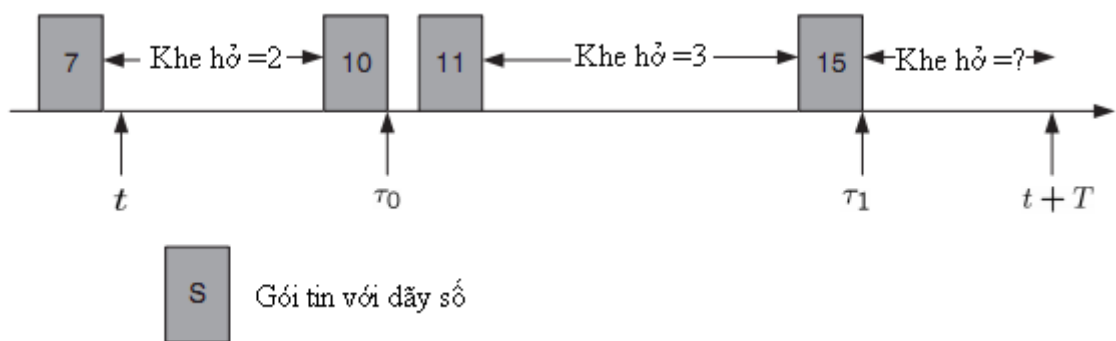 7 Khe hở =2 10 11 Khe hở =3 15 Khe hở =?
t τ0 τ1 t + T
S Gói tin với dãy số